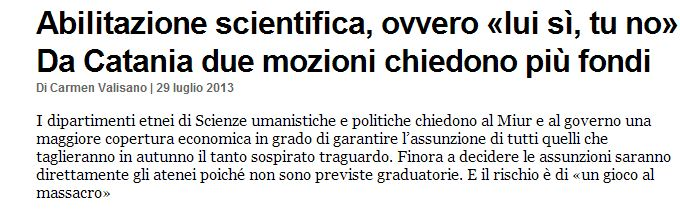 Abilitazione scientifica, ovvero «lui sì, tu no»
Da Catania due mozioni chiedono più fondi
Di Carmen Valisano | 29 luglio 2013
I dipartimenti etnei di Scienze umanistiche e politiche chiedono al Miur e al governo una
maggiore copertura economica in grado di garantire l'assunzione di tutti quelli che
taglieranno in autunno il tanto sospirato traguardo. Finora a decidere le assunzioni saranno
direttamente gli atenei poiché non sono previste graduatorie. E il rischio è di «un gioco al
massacro»